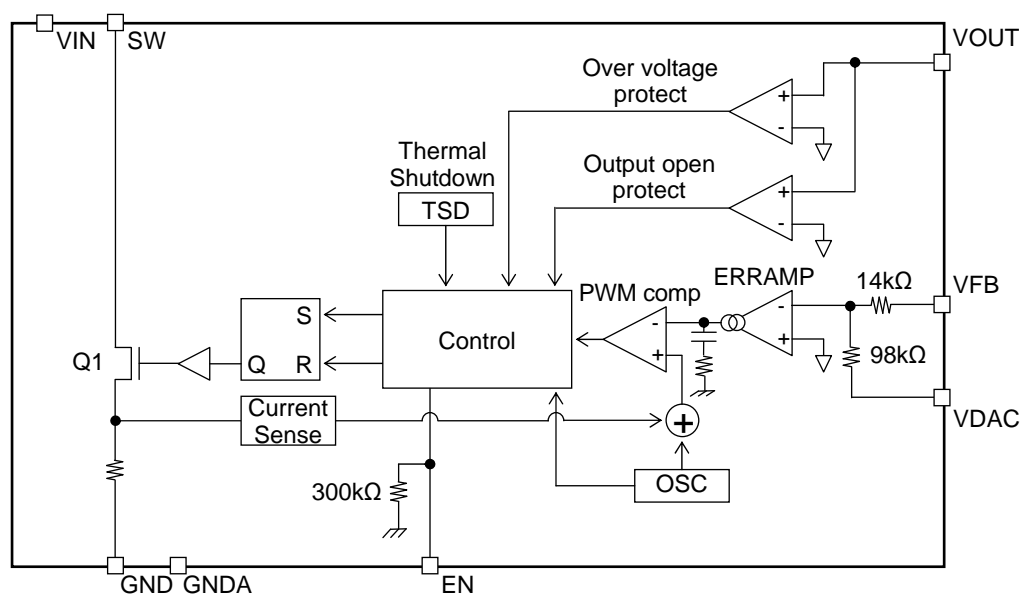 VIN
SW
VOUT
Over voltage
protect
+
-
Thermal
Shutdown
TSD
Output open
protect
+
-
ERRAMP
PWM comp
14kΩ
VFB
-
+
-
+
98kΩ
VDAC
S
Q
R
Control
Q1
Current
Sense
+
300kΩ
OSC
GND
GNDA
EN